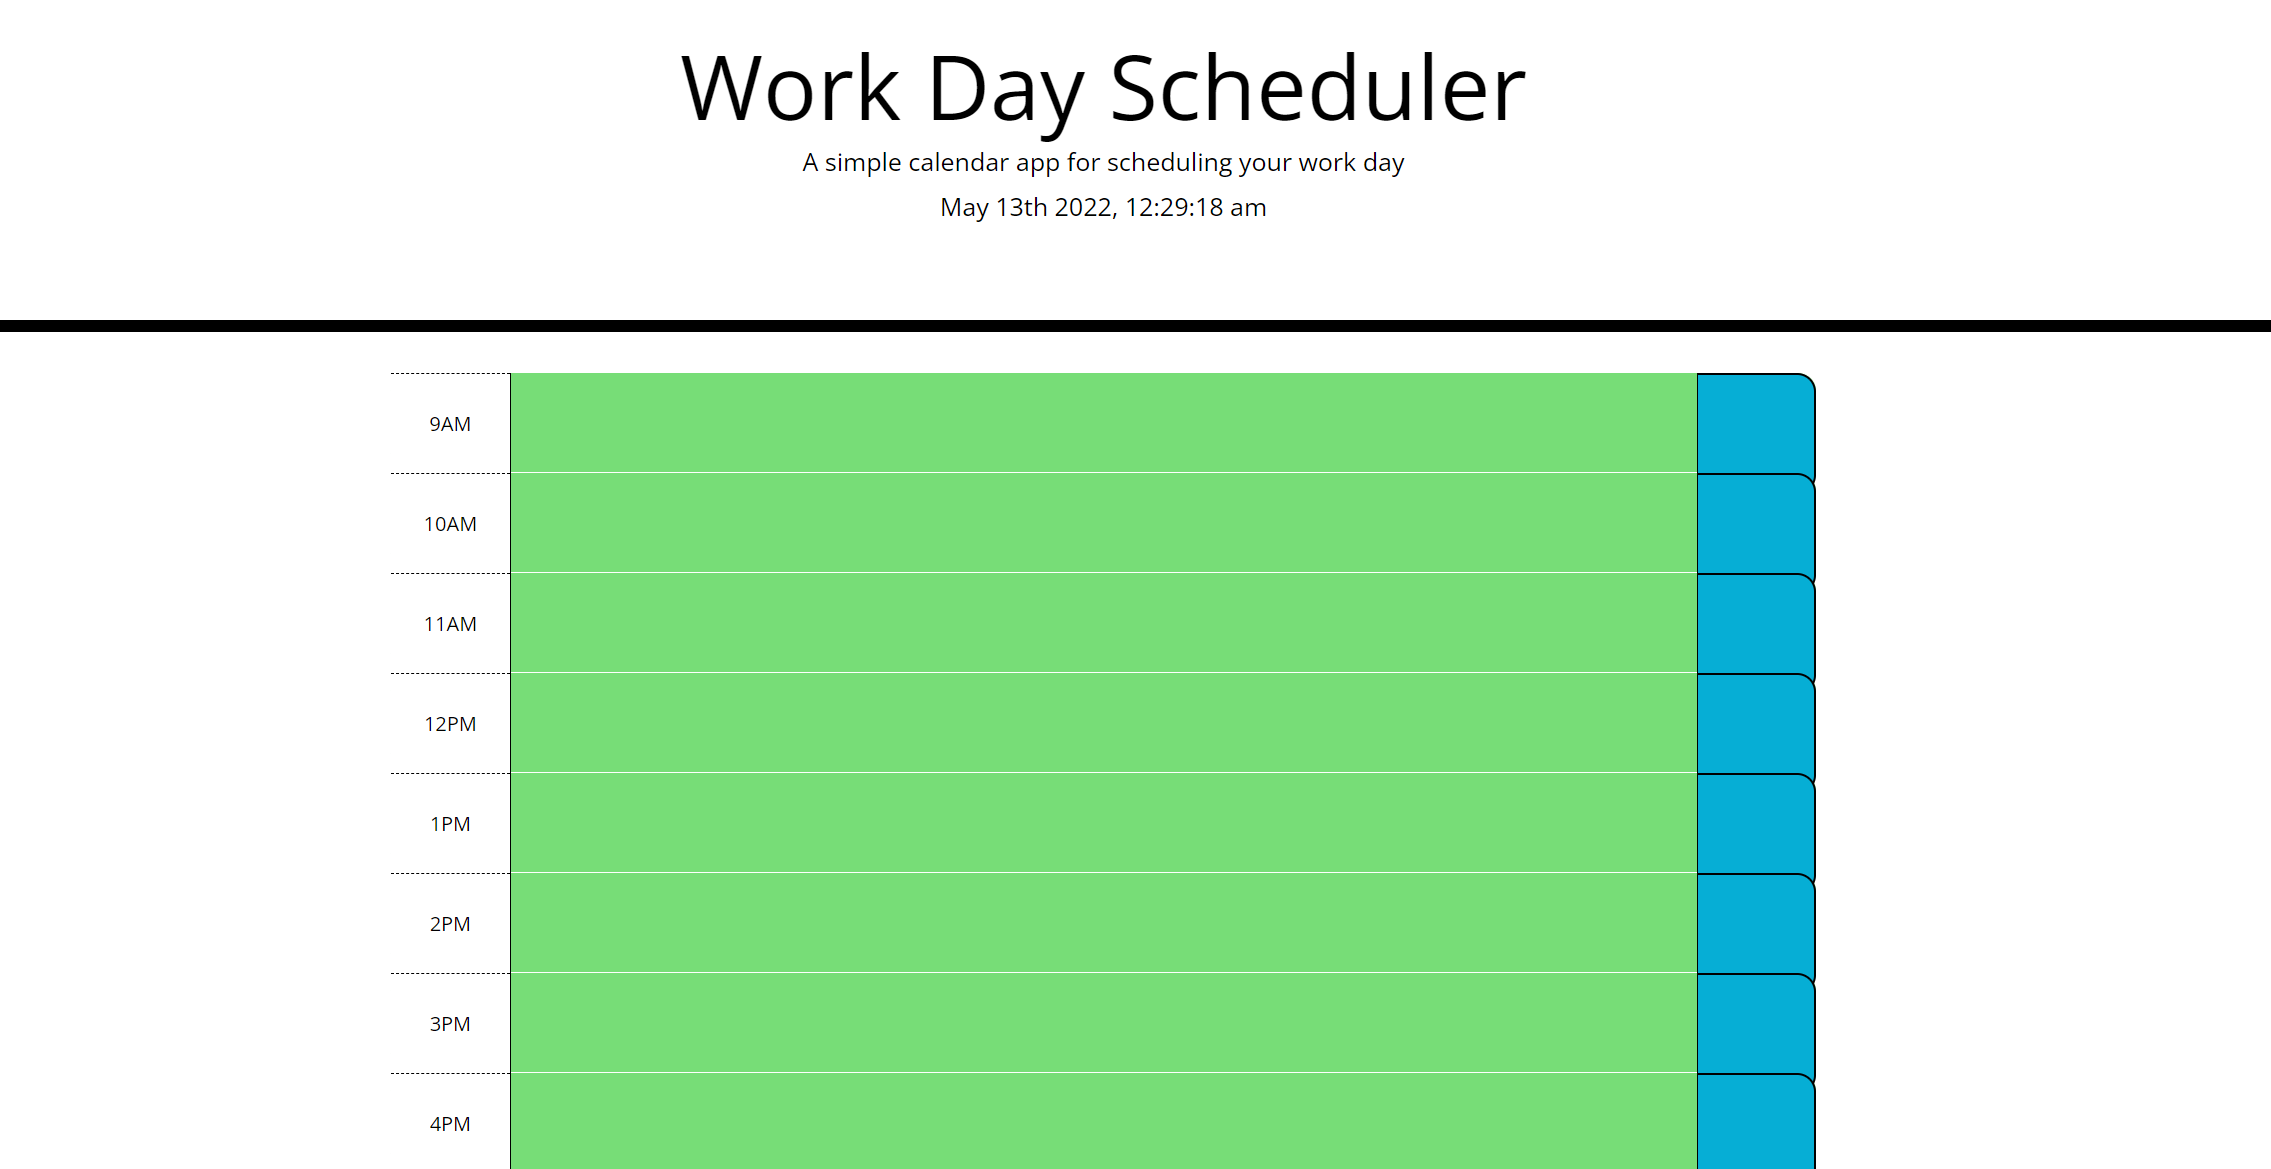 Work Day Scheduler
A simple calendar app for scheduling your work day
May 13th 2022, 12:29:18 am
9AM
10AM
11AM
12PM
1PM
2PM
3PM
4PM